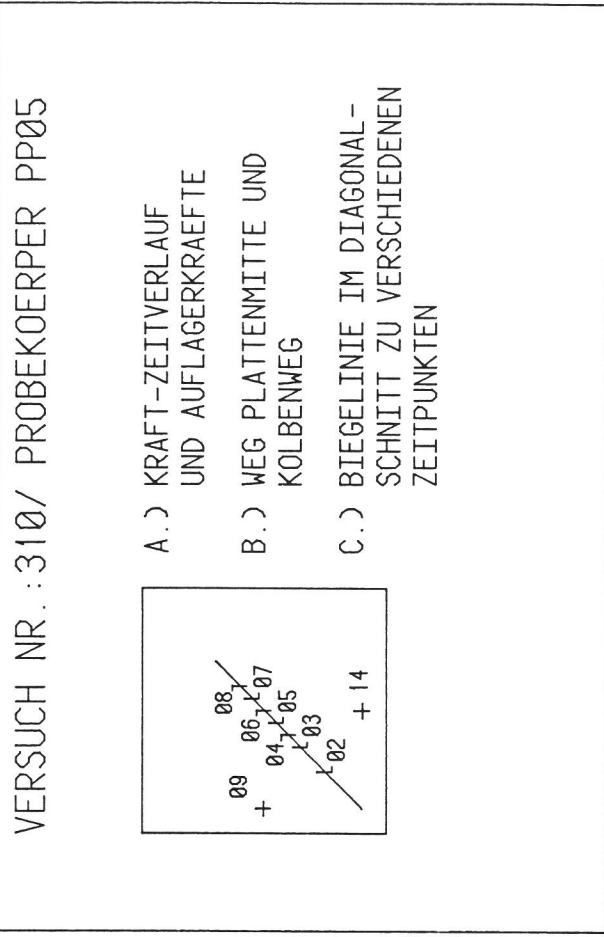 VERSUCH NR.:310/ PROBEKOERPER PP05
A.) KRAFT-ZEITVERLAUF
UND AUFLAGERKRAEFTE
B.) WEG PLATTENMITTE UND
KOLBENWEG
C.) BIEGELINIE IM DIAGONAL-
SCHNITT ZU VERSCHIEDENEN
ZEITPUNKTEN
09
08
07
06
05
04
03
02
14